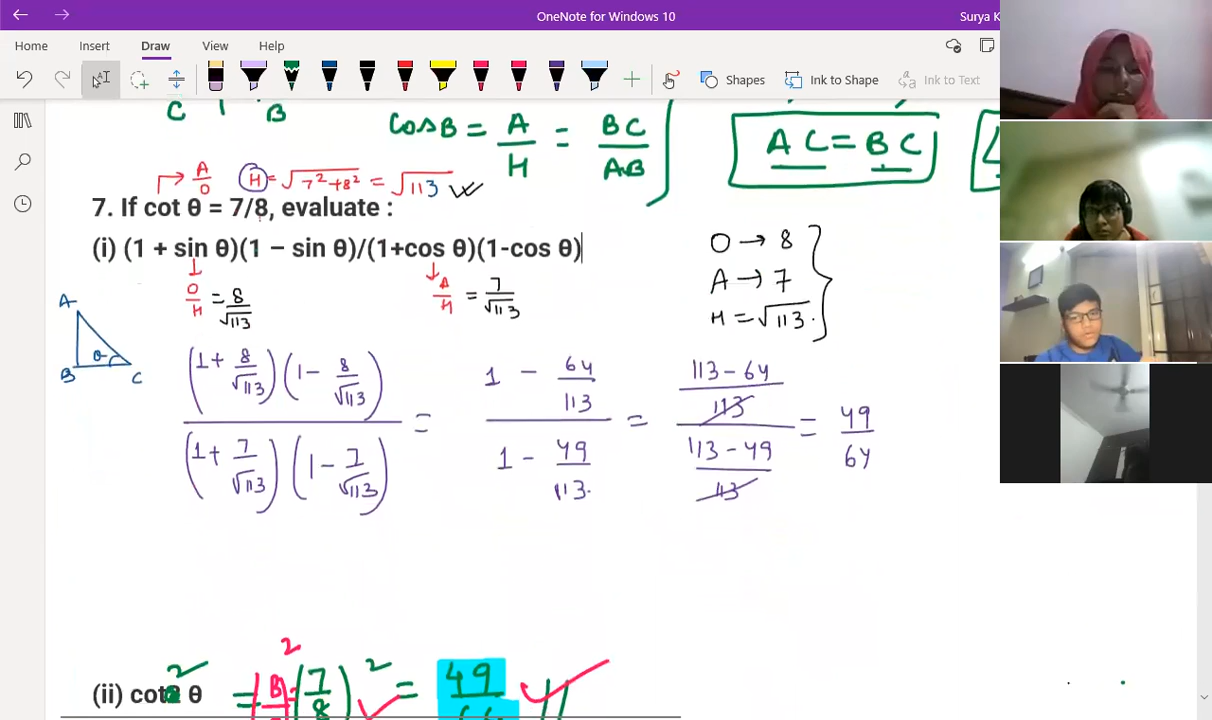 OneNote for Windows 10
Surya K
Home Insert Draw View Help
Shapes Ink to Shape Ink to Text
C B
Cos B = A/H = BC/AB
AC = BC
→ A/O H = √7²+8² = √113
7. If cot θ = 7/8, evaluate :
(i) (1 + sin θ)(1 − sin θ)/(1+cos θ)(1-cos θ)
O → 8
A → 7
H = √113.
O/H = 8/√113
A/H = 7/√113
A
B θ C
(1 + 8/√113)(1 − 8/√113) / (1 + 7/√113)(1 − 7/√113) = 1 − 64/113 / 1 − 49/113. = 113 − 64/113 / 113 − 49/113 = 49/64
(ii) cot² θ = (7/8)² = 49